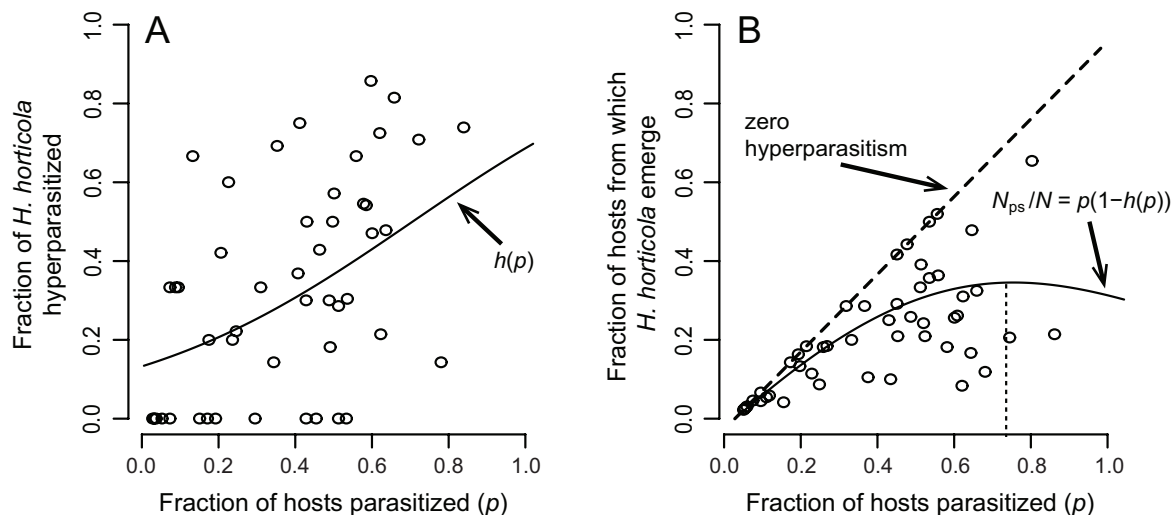 A
Fraction of H. horticola
hyperparasitized
1.0
0.8
0.6
0.4
0.2
0.0
h(p)
0.0 0.2 0.4 0.6 0.8 1.0
Fraction of hosts parasitized (p)
B
Fraction of hosts from which
H. horticola emerge
1.0
0.8
0.6
0.4
0.2
0.0
zero
hyperparasitism
Nps/N = p(1−h(p))
0.0 0.2 0.4 0.6 0.8 1.0
Fraction of hosts parasitized (p)